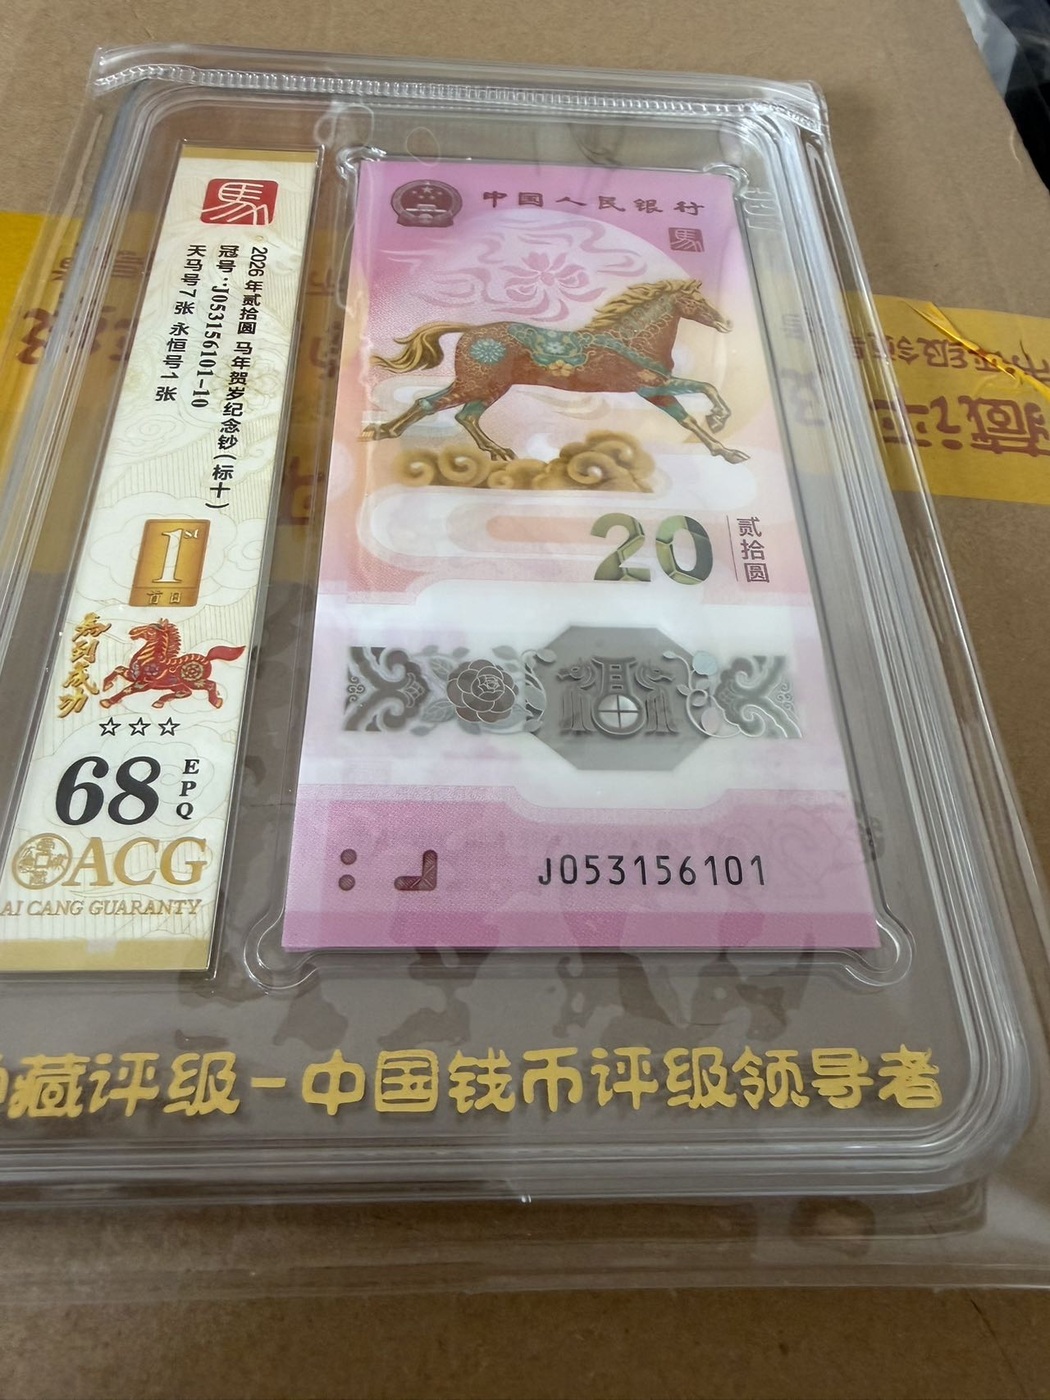 馬
2026年贰拾圆 马年贺岁纪念钞（标十）
冠号：J053156101-10
天马号7张 永恒号1张
1st
首日
马到成功
68
EPQ
ACG
AI CANG GUARANTY
中国人民银行
馬
20
贰拾圆
J053156101
藏评级-中国钱币评级领导者